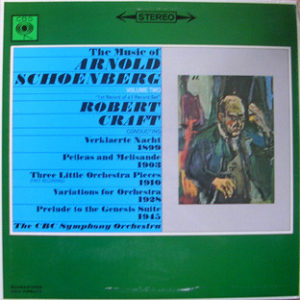 CBS
STEREO
The Music of
ARNOLD
SCHOENBERG
VOLUME TWO
ROBERT
CRAFT
CONDUCTING
Verklaerte Nacht
1899
Pelleas and Melisande
1903
Three Little Orchestra Pieces
1910
Variations for Orchestra
1928
Prelude to the Genesis Suite
1945
The CBC Symphony Orchestra